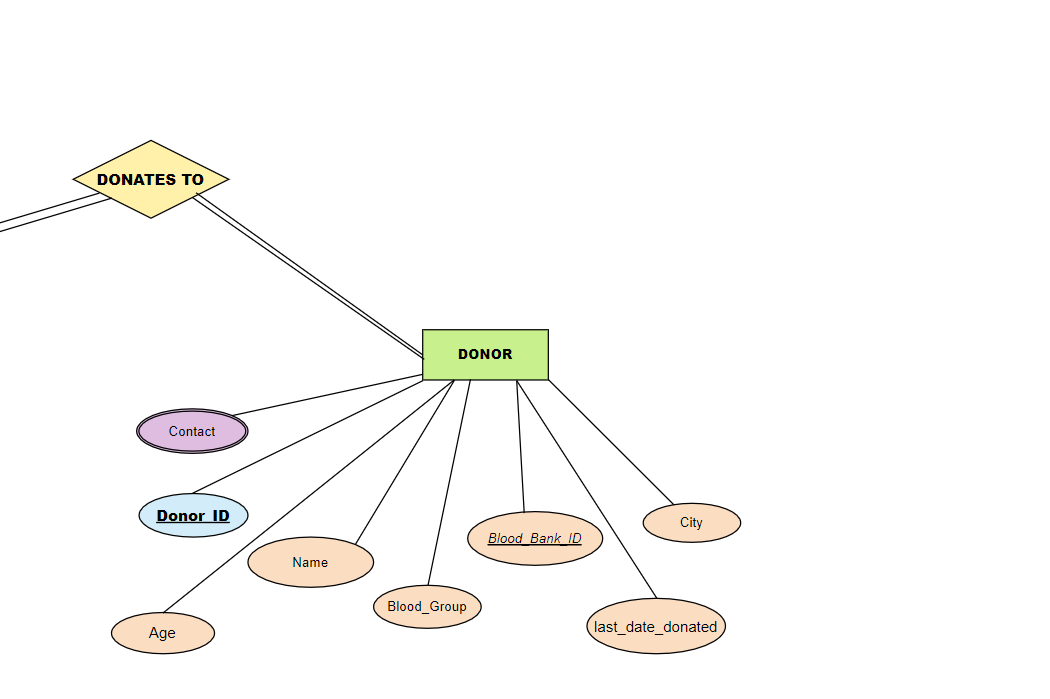 DONATES TO
DONOR
Contact
Donor_ID
City
Blood_Bank_ID
Name
Blood_Group
last_date_donated
Age